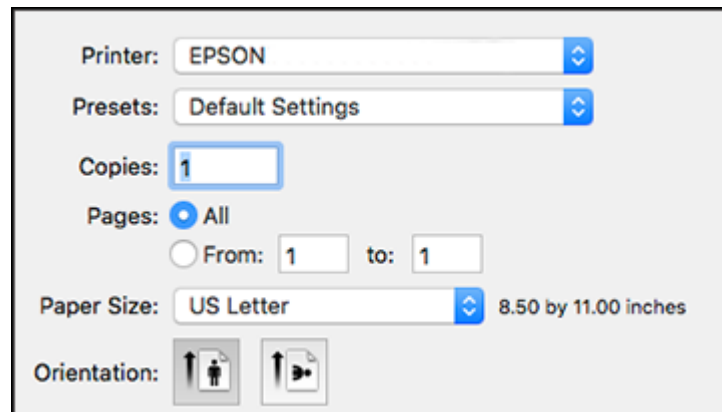 Printer: EPSON
Presets: Default Settings
Copies: 1
Pages: All
From: 1 to: 1
Paper Size: US Letter 8.50 by 11.00 inches
Orientation: